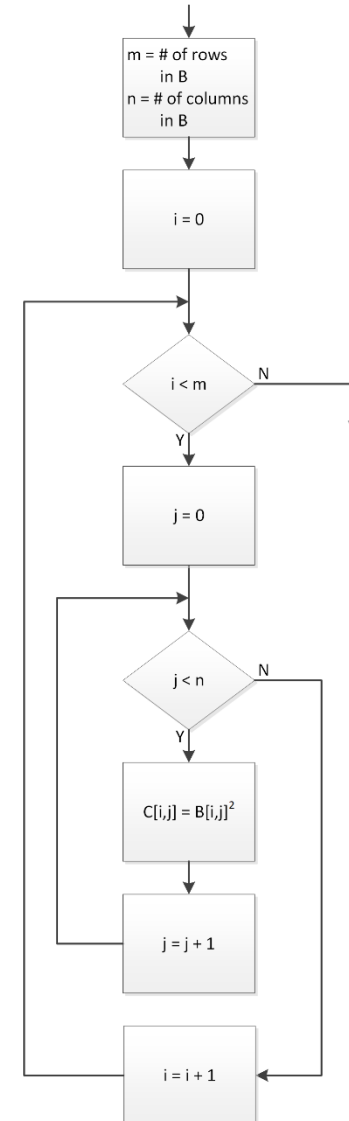 m = # of rows
in B
n = # of columns
in B
i = 0
i < m
N
Y
j = 0
j < n
N
Y
C[i,j] = B[i,j]²
j = j + 1
i = i + 1